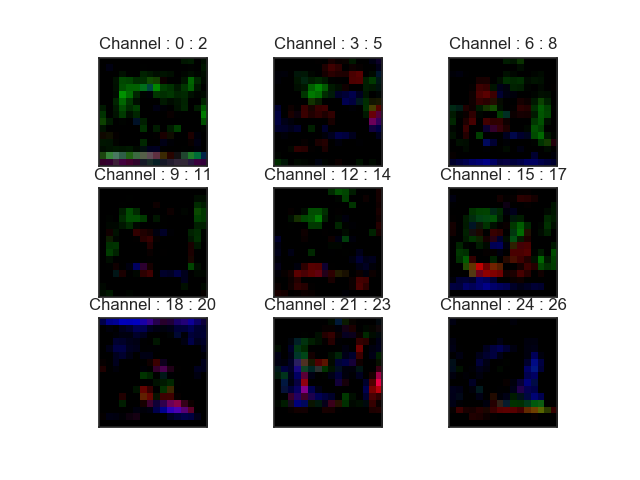 Channel : 0 : 2
Channel : 3 : 5
Channel : 6 : 8
Channel : 9 : 11
Channel : 12 : 14
Channel : 15 : 17
Channel : 18 : 20
Channel : 21 : 23
Channel : 24 : 26